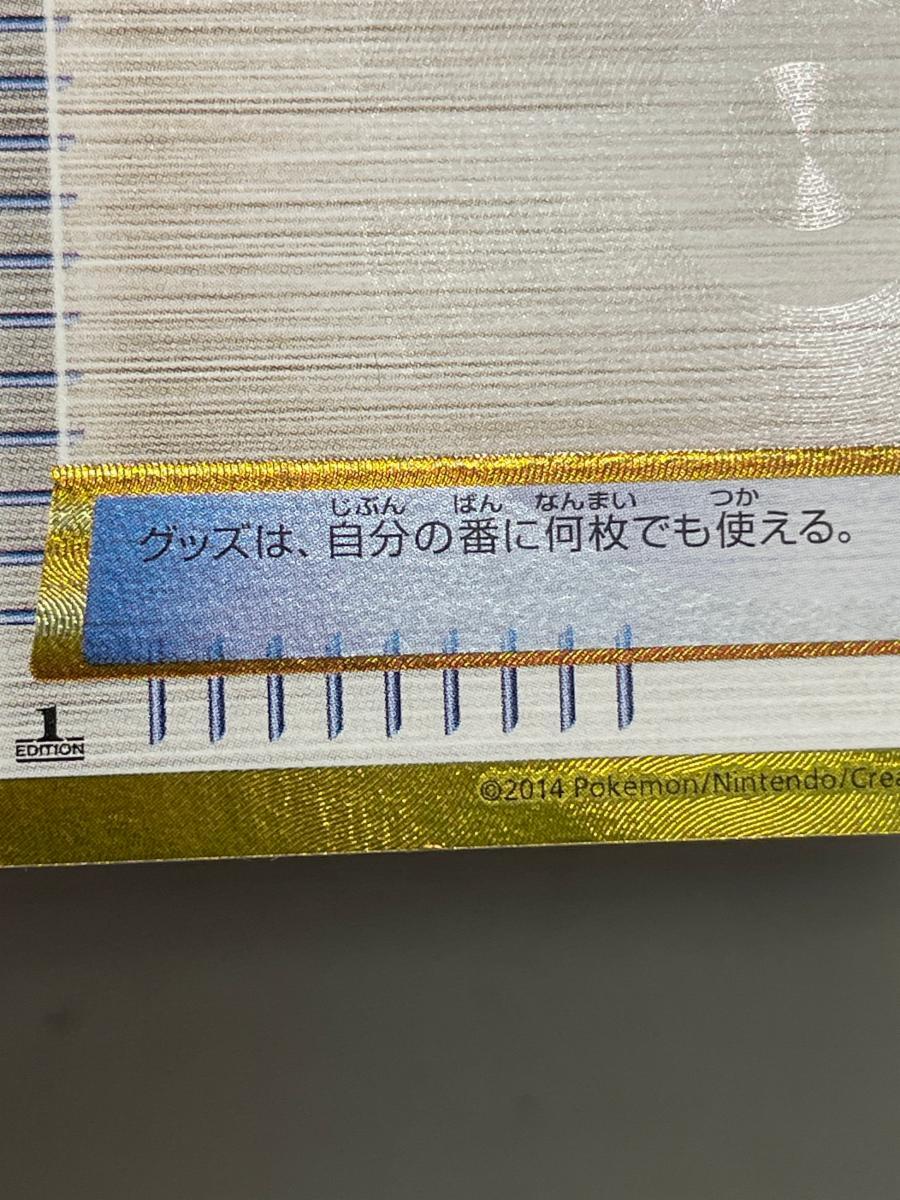 じぶん ばん なんまい つか
グッズは、自分の番に何枚でも使える。
1
EDITION
©2014 Pokémon/Nintendo/Crea